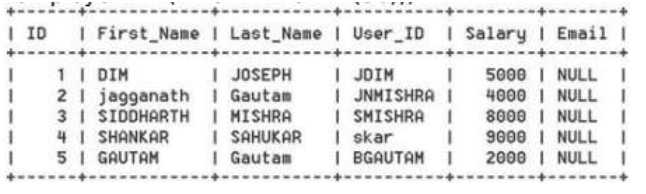 | ID | First_Name | Last_Name | User_ID | Salary | Email |
| 1 | DIM | JOSEPH | JDIM | 5000 | NULL |
| 2 | jagganath | Gautam | JNMISHRA | 4000 | NULL |
| 3 | SIDDHARTH | MISHRA | SMISHRA | 8000 | NULL |
| 4 | SHANKAR | SAHUKAR | skar | 9000 | NULL |
| 5 | GAUTAM | Gautam | BGAUTAM | 2000 | NULL |